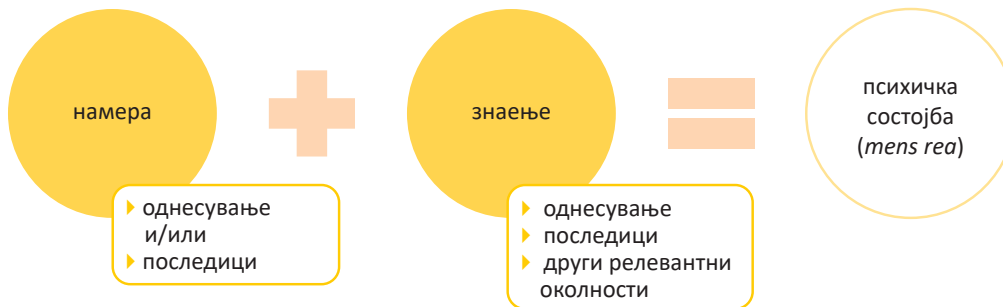 намера
знаење
психичка
состојба
(mens rea)
однесување
и/или
последици
однесување
последици
други релевантни
околности